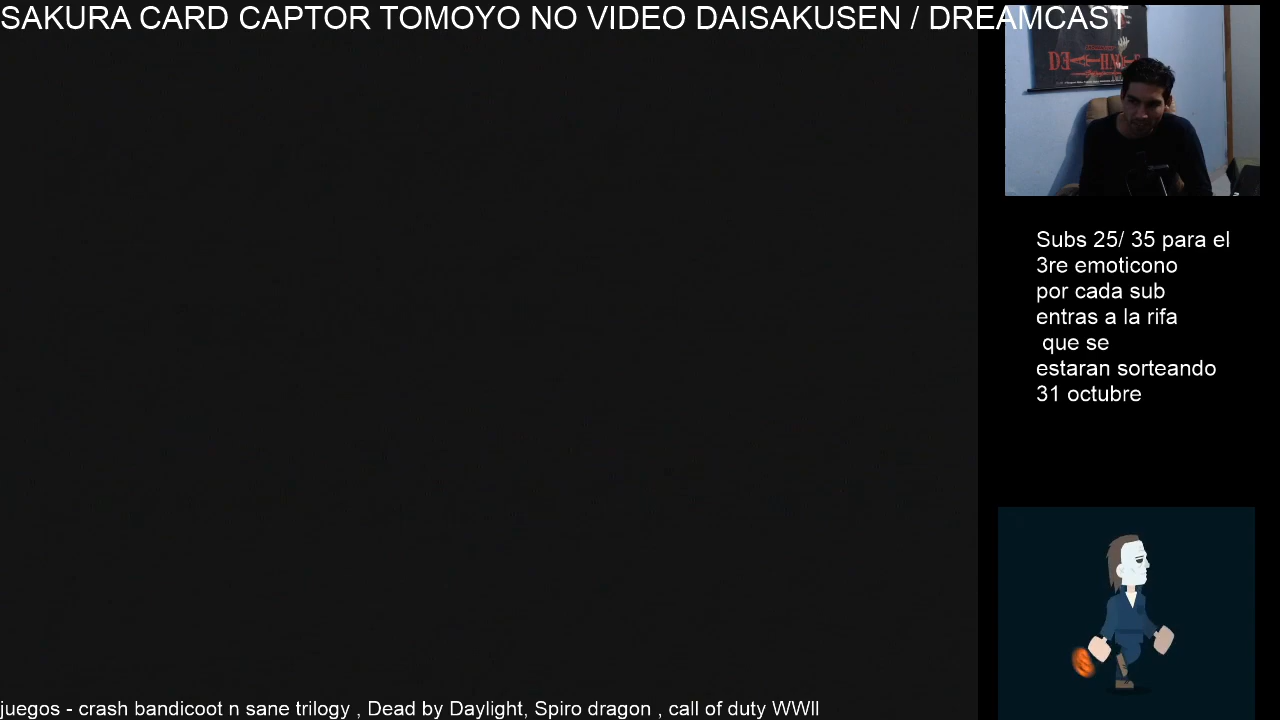 SAKURA CARD CAPTOR TOMOYO NO VIDEO DAISAKUSEN / DREAMCAST
Subs 25/ 35 para el
3re emoticono
por cada sub
entras a la rifa
que se
estaran sorteando
31 octubre
juegos - crash bandicoot n sane trilogy , Dead by Daylight, Spiro dragon , call of duty WWll